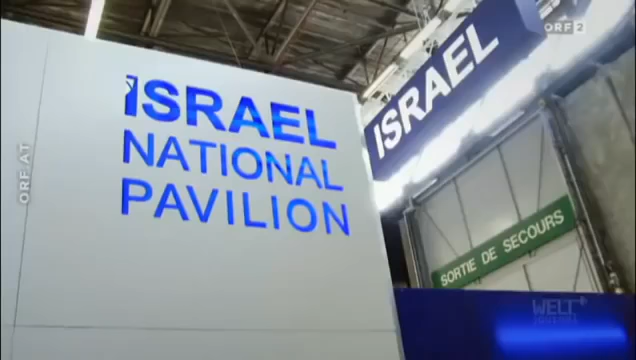 ISRAEL
NATIONAL
PAVILION
ISRAEL
SORTIE DE SECOURS
ORF 2
ORF.AT
WELT